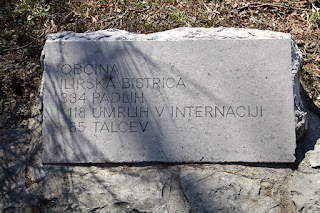 OBČINA
ILIRSKA BISTRICA
334 PADLIH
118 UMRLIH V INTERNACIJI
65 TALCEV